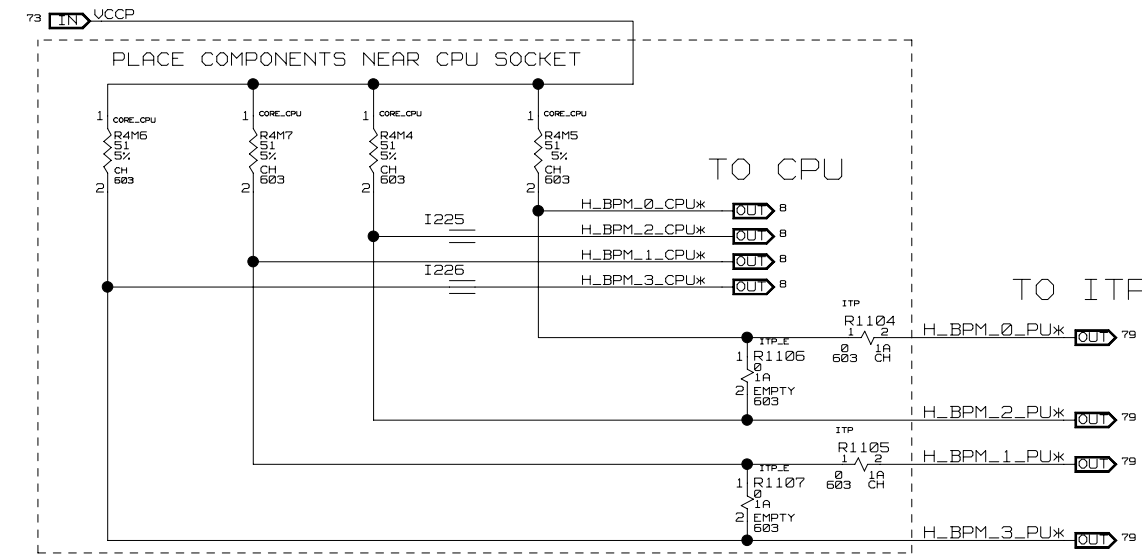 73 IN VCCP
PLACE COMPONENTS NEAR CPU SOCKET
1 CORE_CPU
R4M6
51
5%
CH
603
2
1 CORE_CPU
R4M7
51
5%
CH
603
2
1 CORE_CPU
R4M4
51
5%
CH
603
2
1 CORE_CPU
R4M5
51
5%
CH
603
2
TO CPU
H_BPM_0_CPU* OUT 8
I225
H_BPM_2_CPU* OUT 8
H_BPM_1_CPU* OUT 8
I226
H_BPM_3_CPU* OUT 8
TO ITP
ITP
R1104
1 2
0 1A
603 CH
H_BPM_0_PU* OUT 79
ITP_E
1 R1106
0
1A
2 EMPTY
603
H_BPM_2_PU* OUT 79
ITP
R1105
1 2
0 1A
603 CH
H_BPM_1_PU* OUT 79
ITP_E
1 R1107
0
1A
2 EMPTY
603
H_BPM_3_PU* OUT 79